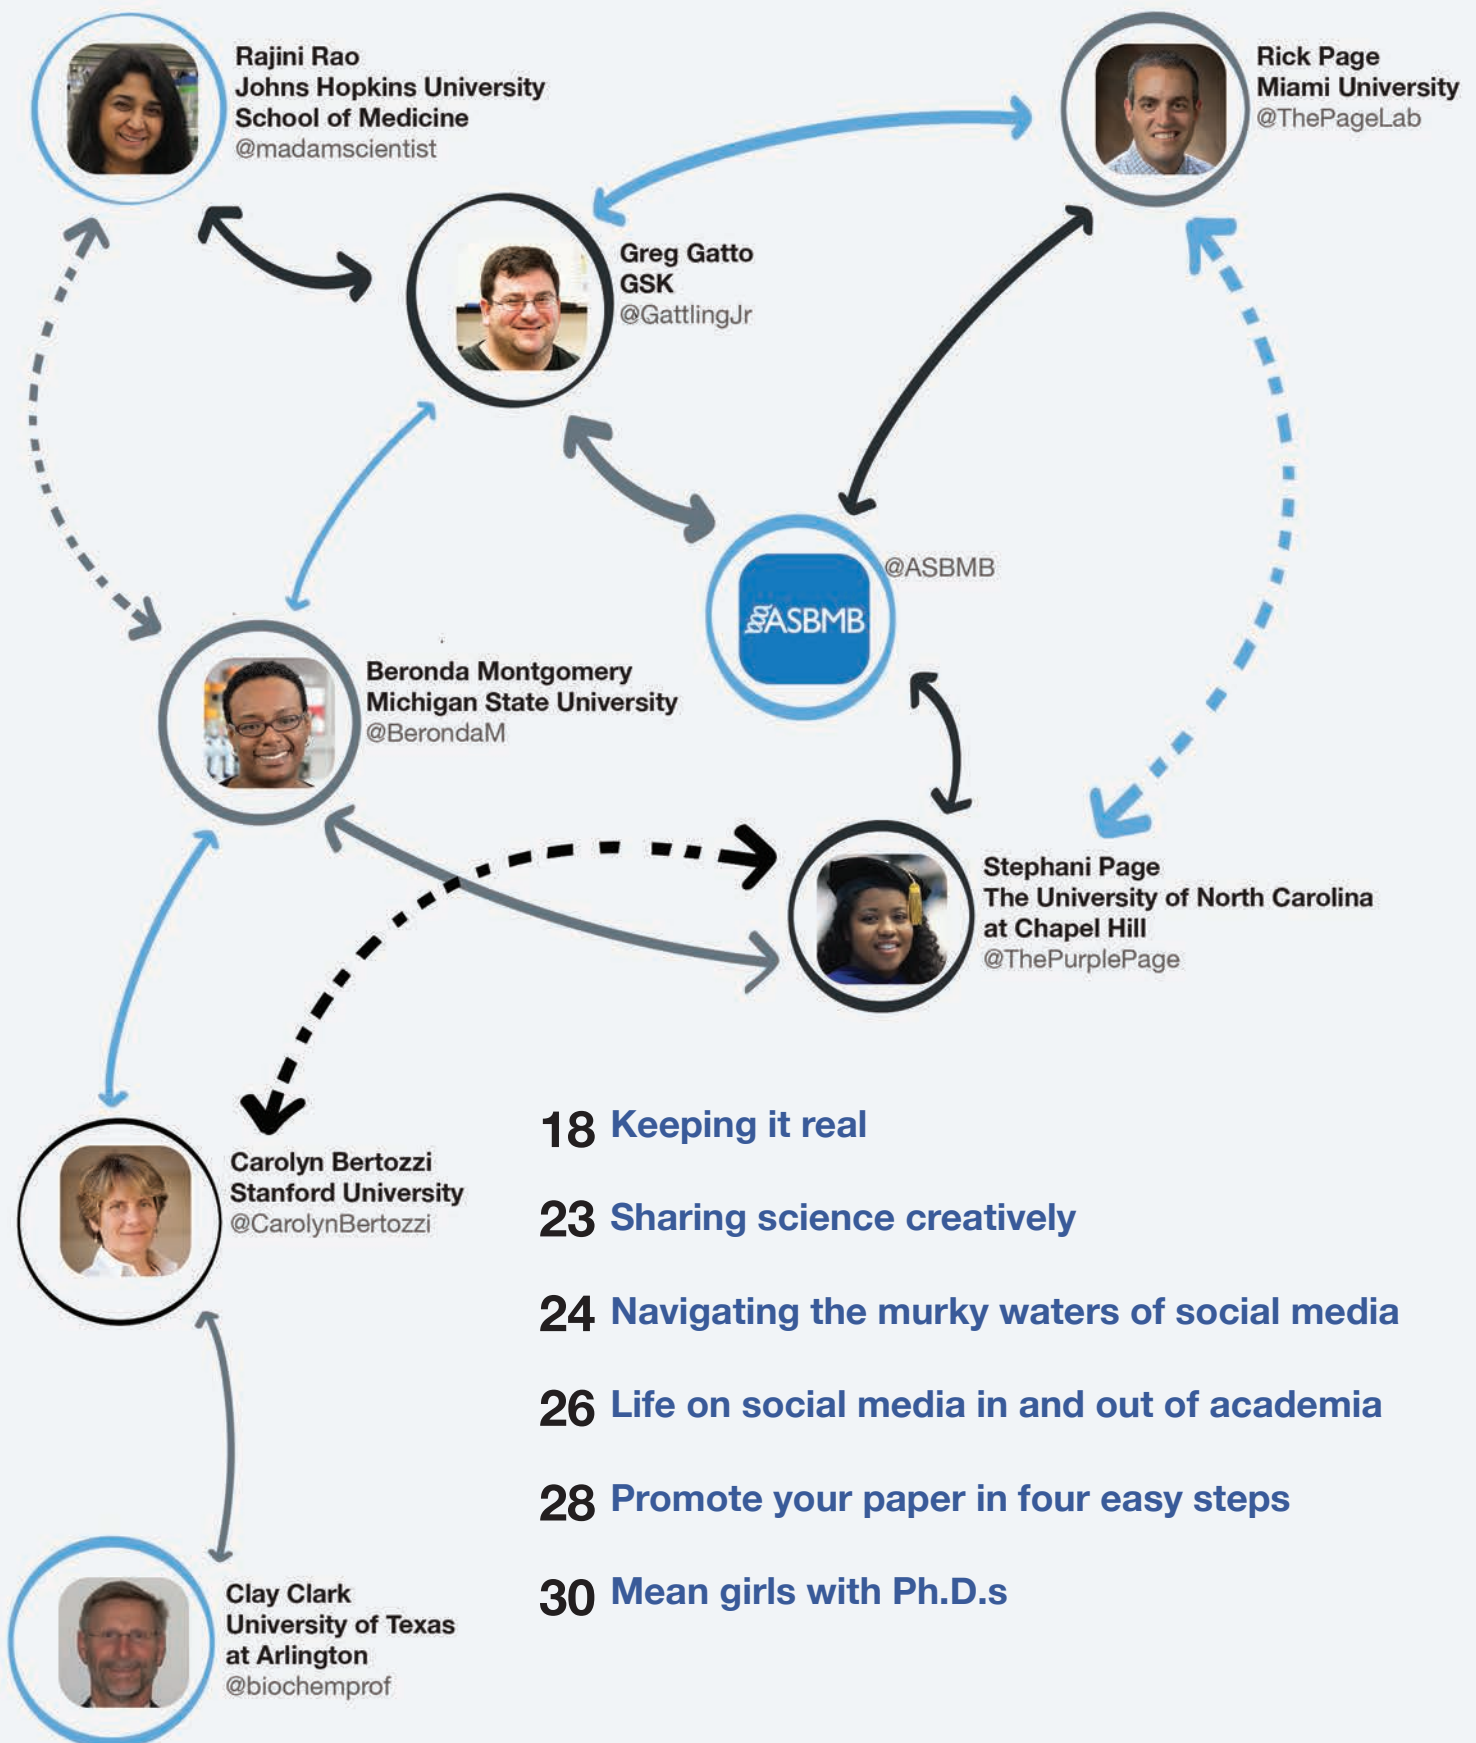 Rajini Rao
Johns Hopkins University
School of Medicine
@madamscientist
Rick Page
Miami University
@ThePageLab
Greg Gatto
GSK
@GattlingJr
@ASBMB
ASBMB
Beronda Montgomery
Michigan State University
@BerondaM
Stephani Page
The University of North Carolina
at Chapel Hill
@ThePurplePage
Carolyn Bertozzi
Stanford University
@CarolynBertozzi
18 Keeping it real
23 Sharing science creatively
24 Navigating the murky waters of social media
26 Life on social media in and out of academia
28 Promote your paper in four easy steps
30 Mean girls with Ph.D.s
Clay Clark
University of Texas
at Arlington
@biochemprof